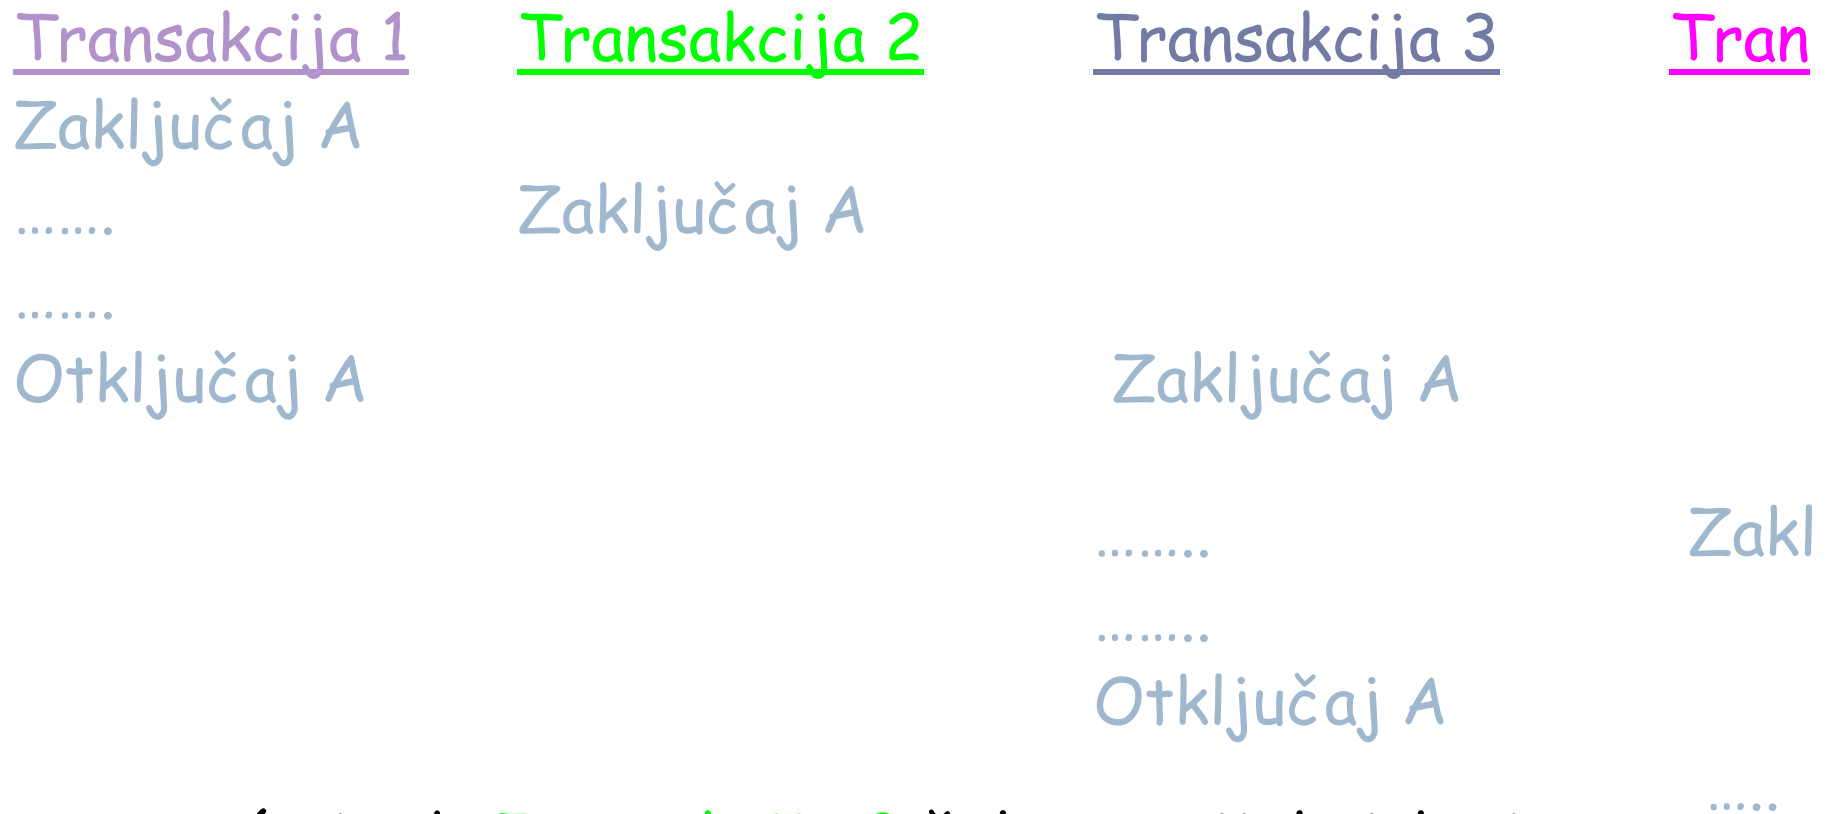 Transakcija 1 Transakcija 2 Transakcija 3 Tran
Zaključaj A
……. Zaključaj A
…….
Otključaj A Zaključaj A
…….. Zakl
……..
Otključaj A
…..